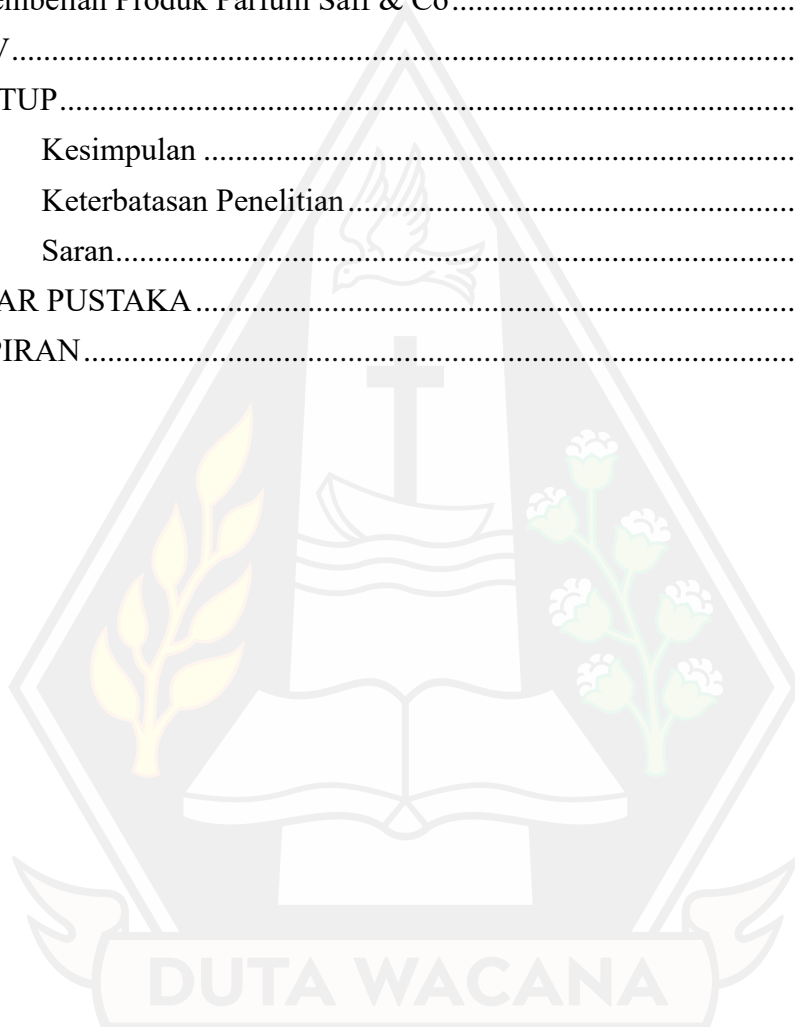 Pembelian Produk Parfum Saff & Co....................................
V.......................................................................................
TUP...................................................................................
Kesimpulan ..........................................................................
Keterbatasan Penelitian........................................................
Saran.....................................................................................
AR PUSTAKA...........................................................................
PIRAN.................................................................................
DUTA WACANA